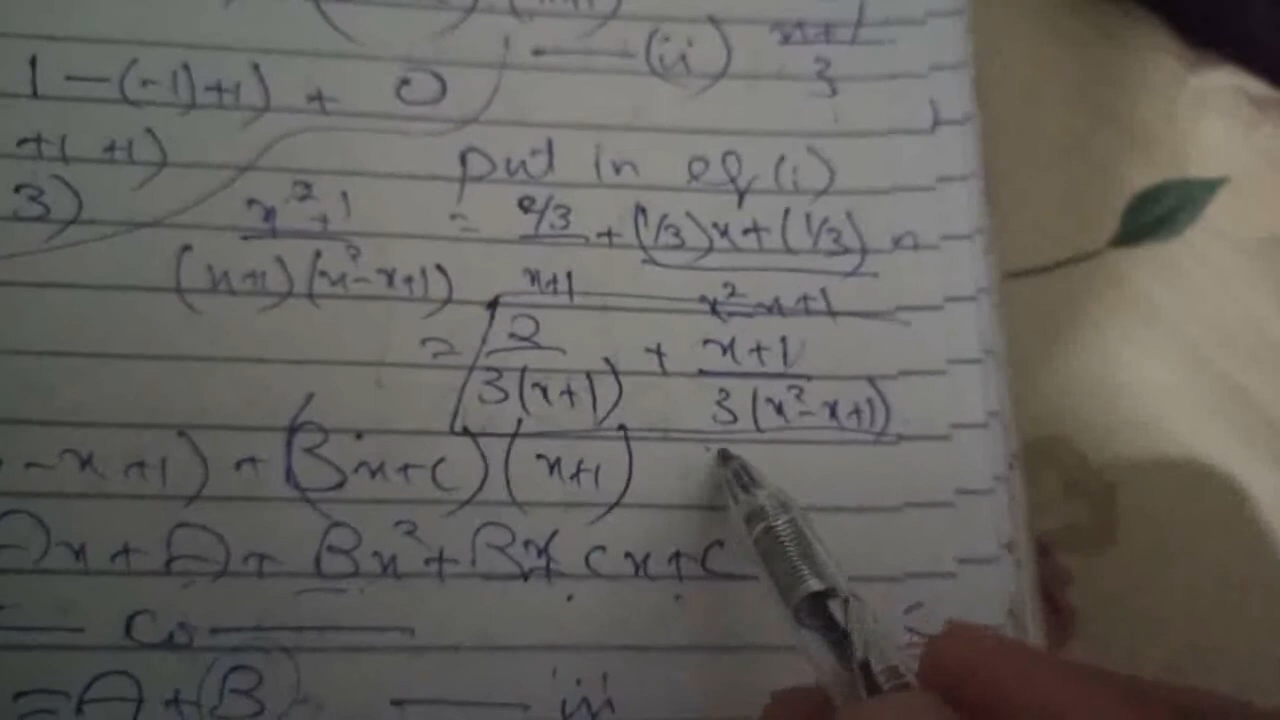 — (ii) x+1
3
1 - (-1)+1) + 0
+1 +1)
put in eq (i)
3)
x²+1 / (x+1)(x²-x+1) = 2/3 / x+1 + (1/3)x+(1/3) / x²-x+1
= 2 / 3(x+1) + x+1 / 3(x²-x+1)
-x+1) + (Bx+C)(x+1)
Ax+A+Bx²+Bx+Cx+C
— Co —
=A+B — iii